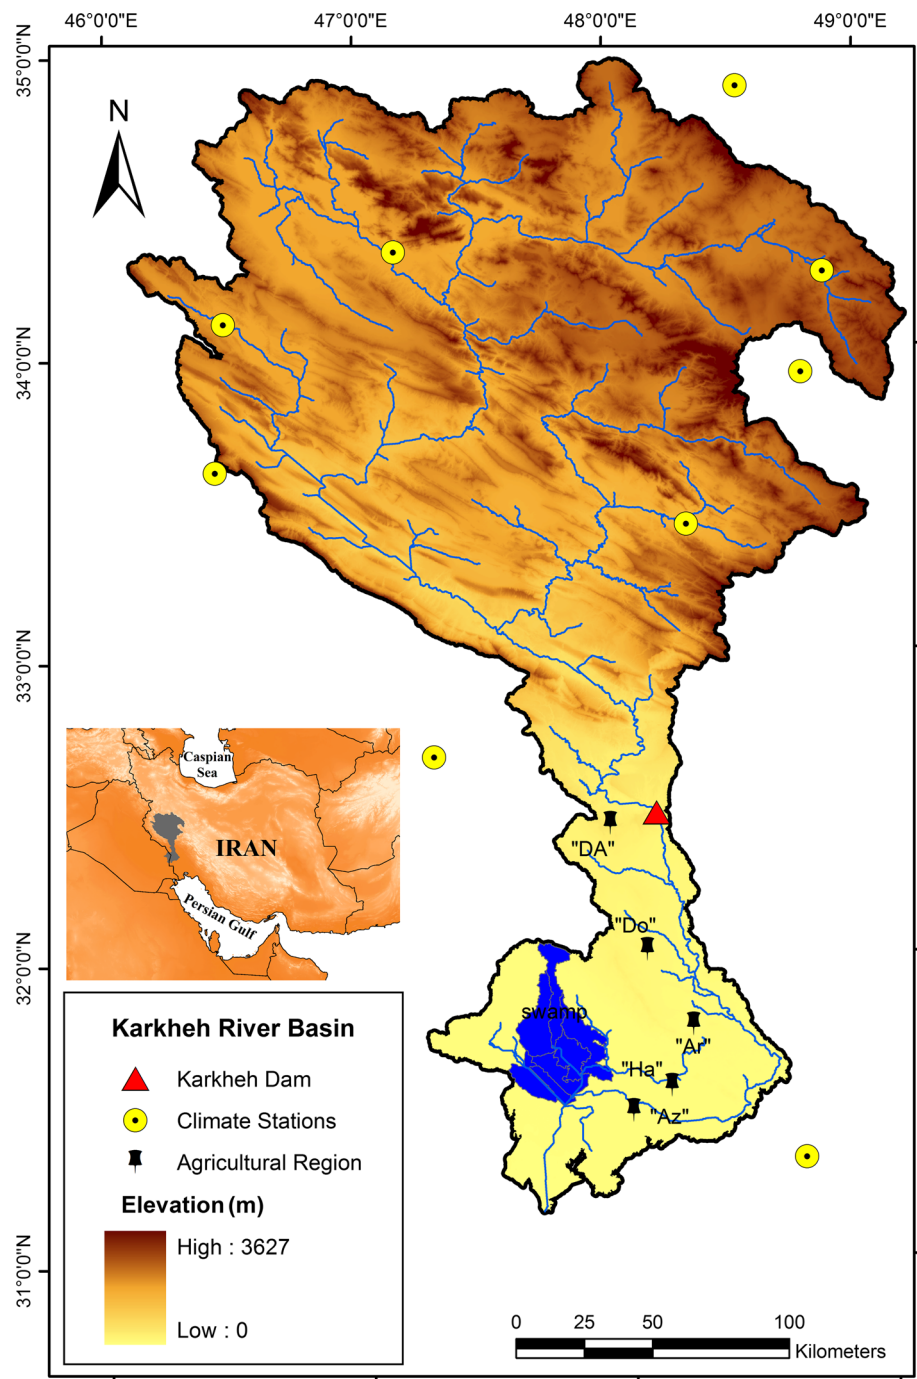 46°0'0"E 47°0'0"E 48°0'0"E 49°0'0"E
35°0'0"N
N
34°0'0"N
33°0'0"N
Caspian
Sea
IRAN
Persian Gulf
"DA"
"Do"
32°0'0"N
swamp
"Ar"
"Ha"
"Az"
Karkheh River Basin
Karkheh Dam
Climate Stations
Agricultural Region
Elevation (m)
High : 3627
Low : 0
31°0'0"N
0 25 50 100
Kilometers